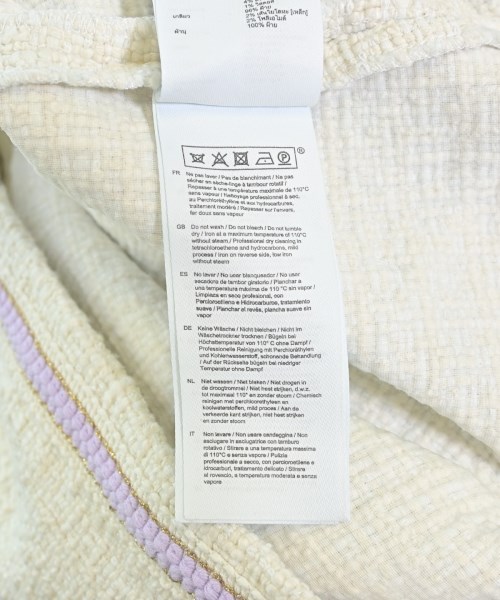 1% วิสคอส
100% ฝ้าย
®
FR
Ne pas laver / Pas de blanchiment / Ne pas
sécher en sèche-linge à tambour rotatif /
Repasser à une température maximale de 110°C
sans vapeur / Nettoyage professionnel à sec,
au Perchloréthylène et aux hydrocarbures,
traitement modéré / Repasser sur l'envers,
fer doux sans vapeur
GB
Do not wash / Do not bleach / Do not tumble
dry / Iron at a maximum temperature of 110°C
without steam / Professional dry cleaning in
tetrachloroethene and hydrocarbons, mild
process / Iron on reverse side, low iron
without steam
ES
No lavar / No usar blanqueador / No usar
secadora de tambor giratorio / Planchar a
una temperatura máxima de 110 °C sin vapor /
Limpieza en seco profesional, con
Percloroetileno e Hidrocarburo, tratamiento
suave / Planchar al revés, plancha suave sin
vapor
DE
Keine Wäsche / Nicht bleichen / Nicht im
Wäschetrockner trocknen / Bügeln bei
Höchsttemperatur von 110° C ohne Dampf /
Professionelle Reinigung mit Perchloräthylen
und Kohlenwasserstoff, schonende Behandlung
/ Auf der Rückseite bügeln bei niedriger
Temperatur ohne Dampf
NL
Niet wassen / Niet bleken / Niet drogen in
de droogtrommel / Niet heet strijken, d.w.z.
tot maximaal 110° en zonder stoom / Chemisch
reinigen met perchloorethyleen en
koolwaterstoffen, mild proces / Aan de
verkeerde kant strijken, niet heet strijken
en zonder stoom
IT
Non lavare / Non usare candeggina / Non
asciugare in asciugatrice con tamburo
rotativo / Stirare a una temperatura massima
di 110°C e senza vapore / Pulizia
professionale a secco, con percloroetilene e
idrocarburi, trattamento delicato / Stirare
al rovescio, a temperatura moderata e senza
vapore